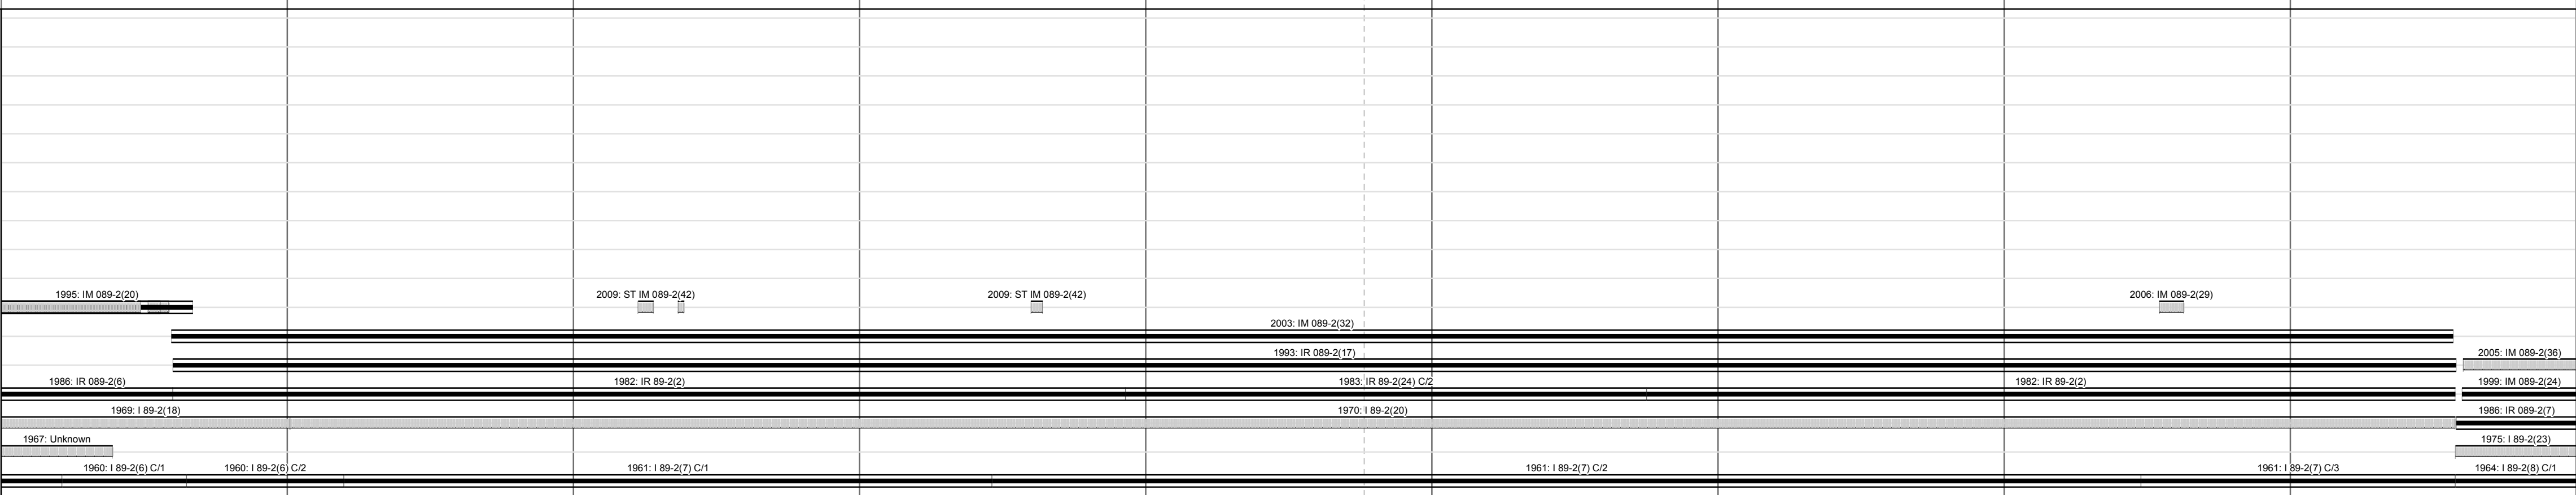 1995: IM 089-2(20) 2009: ST IM 089-2(42) 2009: ST IM 089-2(42) 2006: IM 089-2(29)
2003: IM 089-2(32)
1993: IR 089-2(17) 2005: IM 089-2(36)
1986: IR 089-2(6) 1982: IR 89-2(2) 1983: IR 89-2(24) C/2 1982: IR 89-2(2) 1999: IM 089-2(24)
1969: I 89-2(18) 1970: I 89-2(20) 1986: IR 089-2(7)
1967: Unknown 1975: I 89-2(23)
1960: I 89-2(6) C/1 1960: I 89-2(6) C/2 1961: I 89-2(7) C/1 1961: I 89-2(7) C/2 1961: I 89-2(7) C/3 1964: I 89-2(8) C/1